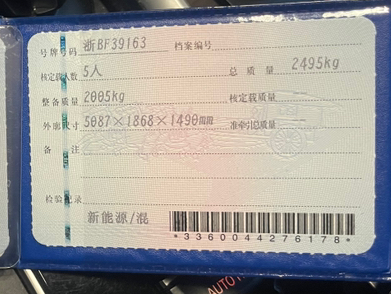 号牌号码 浙BF39163 档案编号
核定载人数 5人 总质量 2495kg
整备质量 2005kg 核定载质量
外廓尺寸 5087×1868×1490mm 准牵引总质量
备注
检验记录
新能源/混
*3360044276178*
AUTO